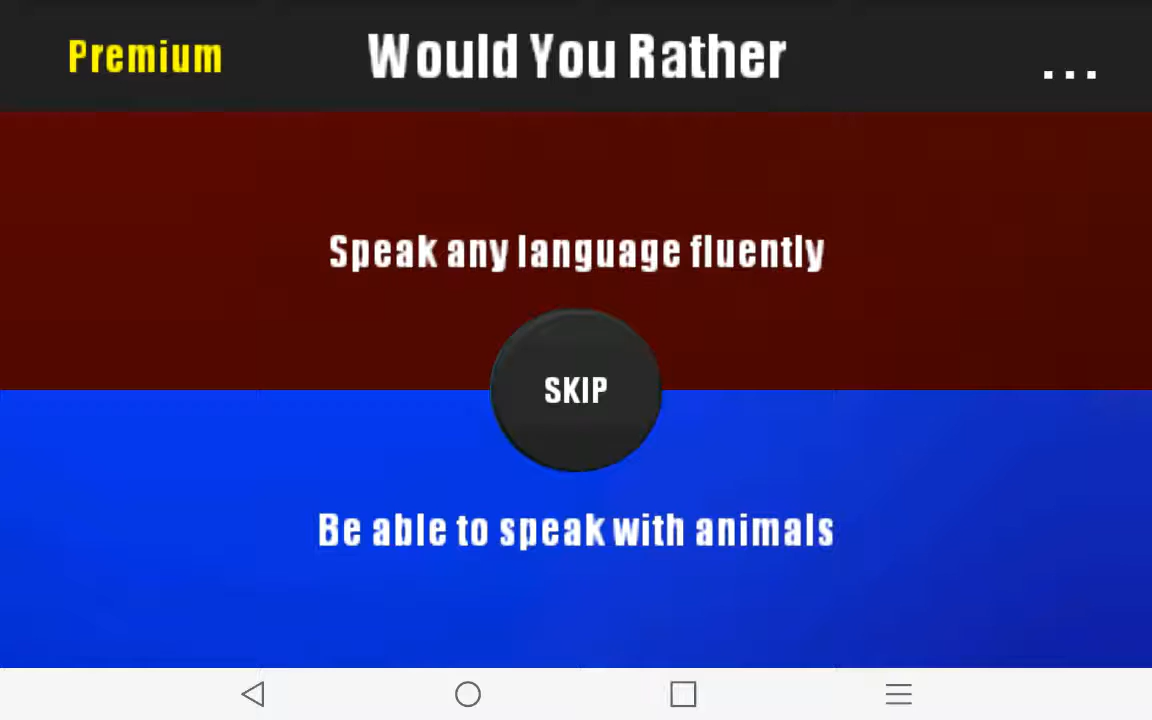 Premium
Would You Rather
...
Speak any language fluently
SKIP
Be able to speak with animals